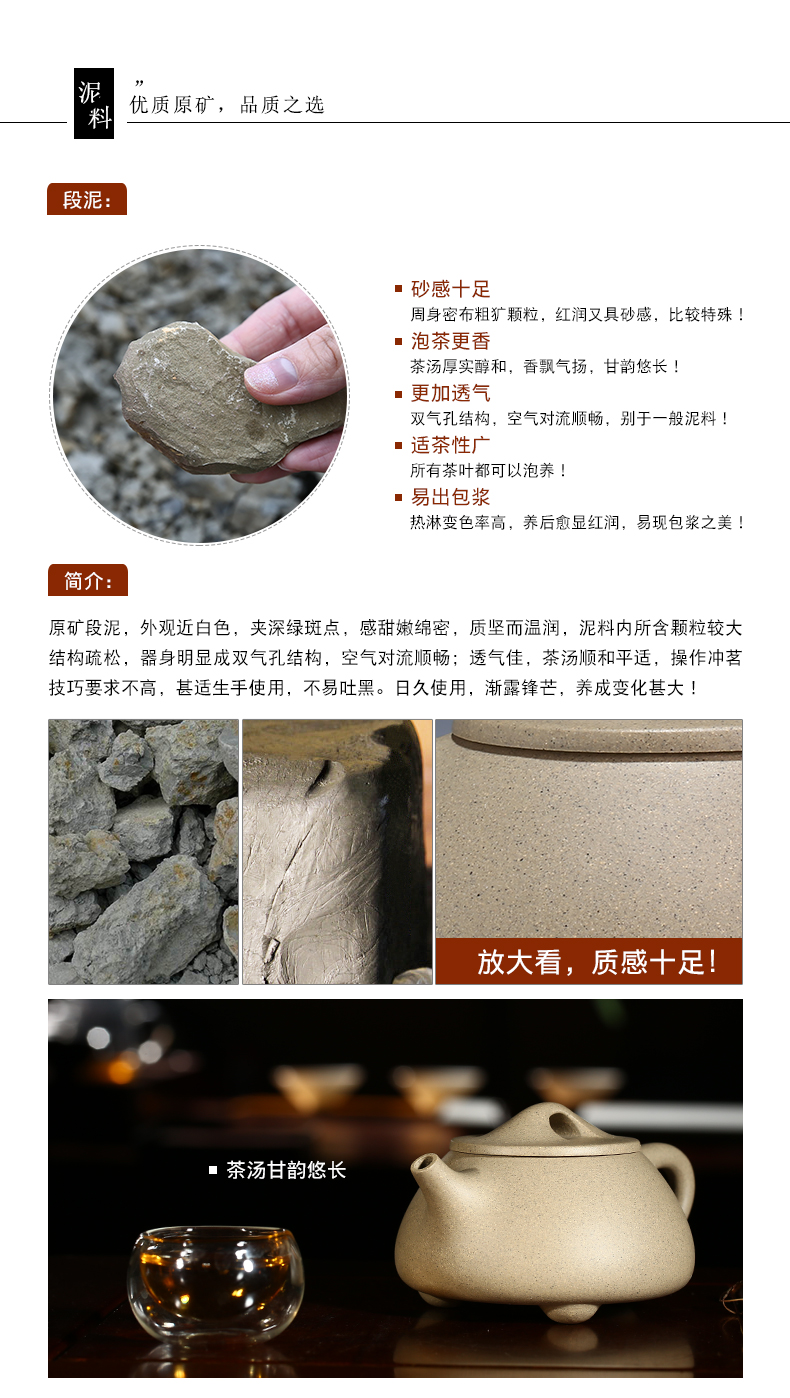 泥料
”
优质原矿，品质之选
段泥：
砂感十足
周身密布粗犷颗粒，红润又具砂感，比较特殊！
泡茶更香
茶汤厚实醇和，香飘气扬，甘韵悠长！
更加透气
双气孔结构，空气对流顺畅，别于一般泥料！
适茶性广
所有茶叶都可以泡养！
易出包浆
热淋变色率高，养后愈显红润，易现包浆之美！
简介：
原矿段泥，外观近白色，夹深绿斑点，感甜嫩绵密，质坚而温润，泥料内所含颗粒较大
结构疏松，器身明显成双气孔结构，空气对流顺畅；透气佳，茶汤顺和平适，操作冲茗
技巧要求不高，甚适生手使用，不易吐黑。日久使用，渐露锋芒，养成变化甚大！
放大看，质感十足！
茶汤甘韵悠长